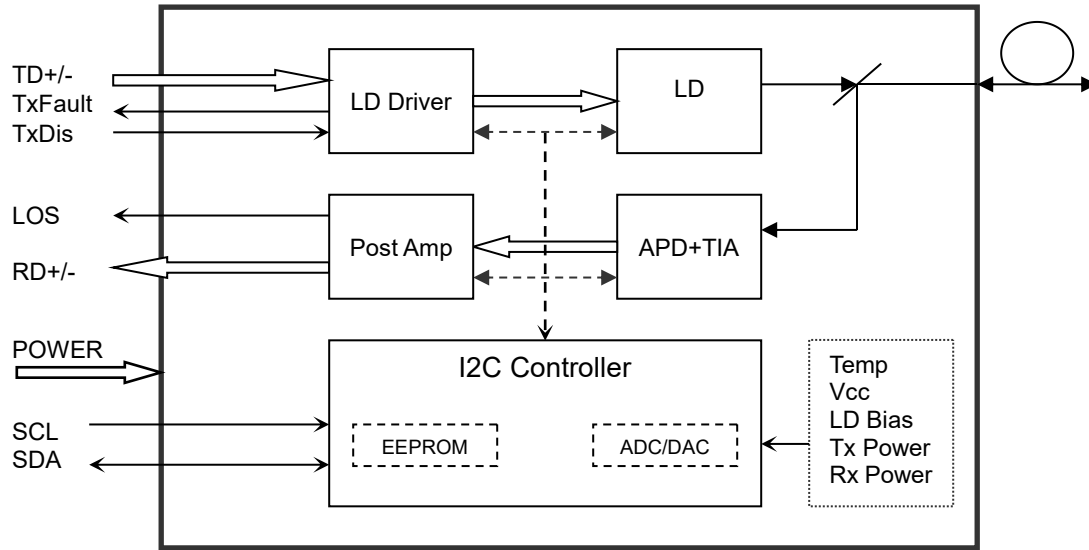 TD+/-
TxFault
TxDis
LD Driver
LD
LOS
RD+/-
Post Amp
APD+TIA
POWER
SCL
SDA
I2C Controller
EEPROM
ADC/DAC
Temp
Vcc
LD Bias
Tx Power
Rx Power